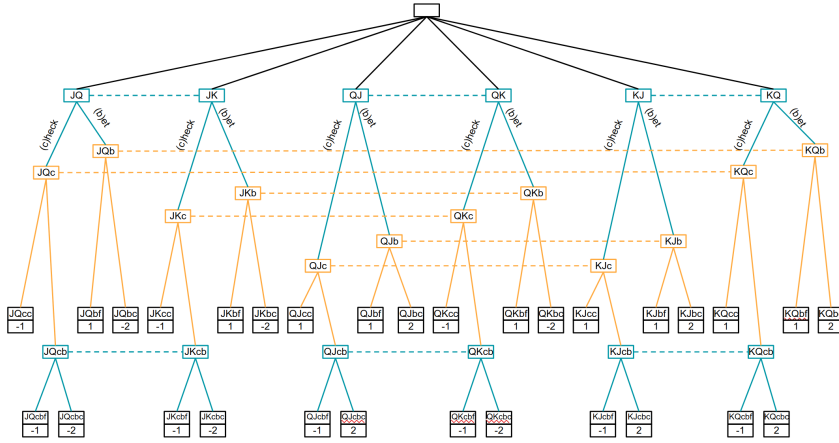 JQ
JK
QJ
QK
KJ
KQ
(c)heck
(b)et
(c)heck
(b)et
(c)heck
(b)et
(c)heck
(b)et
(c)heck
(b)et
(c)heck
(b)et
JQb
KQb
JQc
KQc
JKb
QKb
JKc
QKc
QJb
KJb
QJc
KJc
JQcc
-1
JQbf
1
JQbc
-2
JKcc
-1
JKbf
1
JKbc
-2
QJcc
1
QJbf
1
QJbc
2
QKcc
-1
QKbf
1
QKbc
-2
KJcc
1
KJbf
1
KJbc
2
KQcc
1
KQbf
1
KQb
2
JQcb
JKcb
QJcb
QKcb
KJcb
KQcb
JQcbf
-1
JQcbc
-2
JKcbf
-1
JKcbc
-2
QJcbf
-1
QJcbc
2
QKcbf
-1
QKcbc
-2
KJcbf
-1
KJcbc
2
KQcbf
-1
KQcbc
2